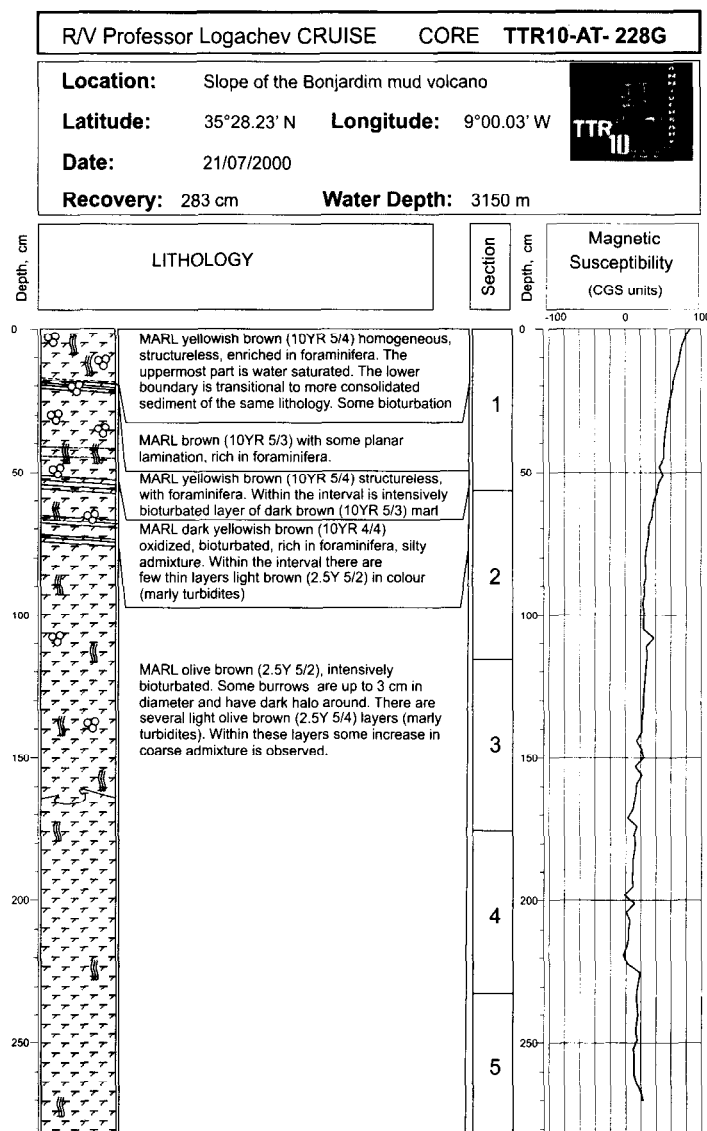 R/V Professor Logachev CRUISE CORE TTR10-AT- 228G
Location: Slope of the Bonjardim mud volcano
Latitude: 35°28.23' N Longitude: 9°00.03' W
TTR
10
Date: 21/07/2000
Recovery: 283 cm Water Depth: 3150 m
Depth, cm
LITHOLOGY
Section
Depth, cm
Magnetic
Susceptibility
(CGS units)
-100 0 100
0
50
100
150
200
250
MARL yellowish brown (10YR 5/4) homogeneous,
structureless, enriched in foraminifera. The
uppermost part is water saturated. The lower
boundary is transitional to more consolidated
sediment of the same lithology. Some bioturbation
MARL brown (10YR 5/3) with some planar
lamination, rich in foraminifera.
MARL yellowish brown (10YR 5/4) structureless,
with foraminifera. Within the interval is intensively
bioturbated layer of dark brown (10YR 5/3) marl
MARL dark yellowish brown (10YR 4/4)
oxidized, bioturbated, rich in foraminifera, silty
admixture. Within the interval there are
few thin layers light brown (2.5Y 5/2) in colour
(marly turbidites)
MARL olive brown (2.5Y 5/2), intensively
bioturbated. Some burrows are up to 3 cm in
diameter and have dark halo around. There are
several light olive brown (2.5Y 5/4) layers (marly
turbidites). Within these layers some increase in
coarse admixture is observed.
1
2
3
4
5
0
50
100
150
200
250